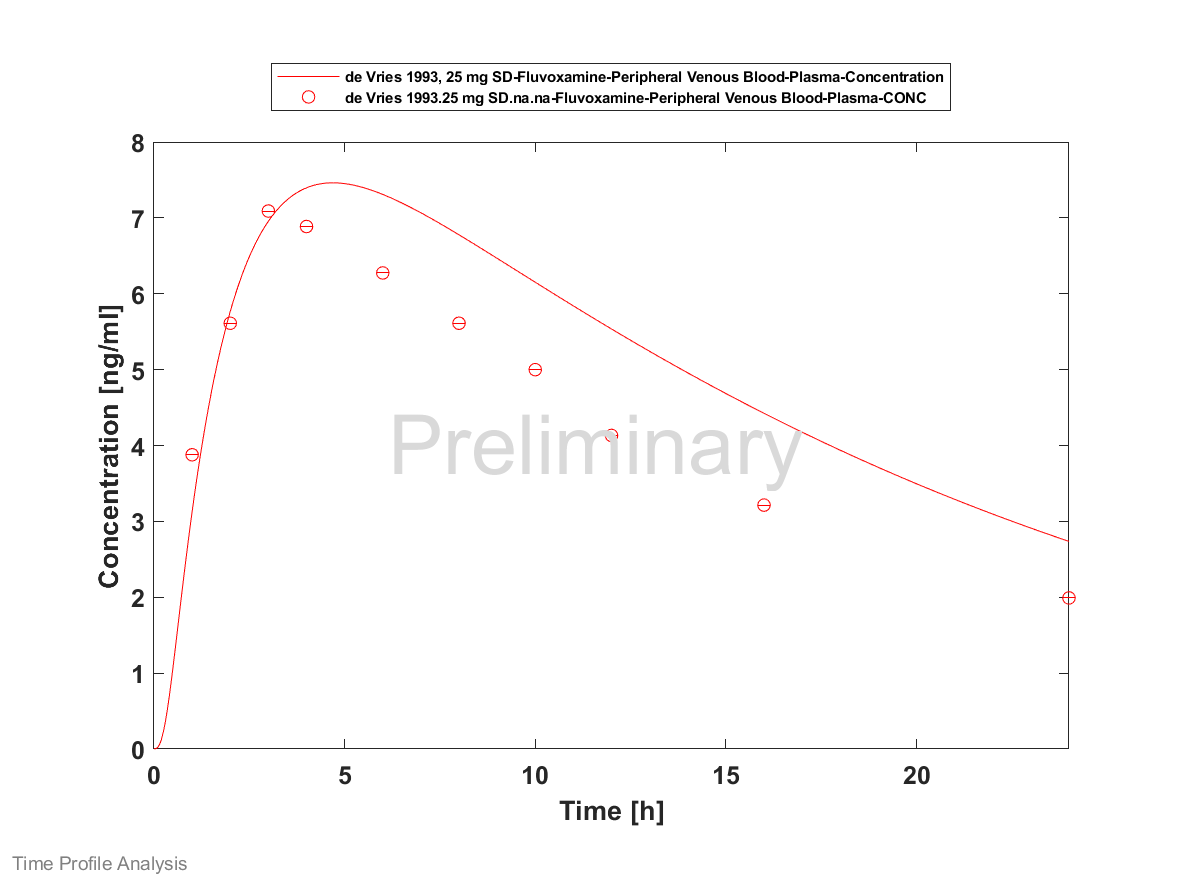 de Vries 1993, 25 mg SD-Fluvoxamine-Peripheral Venous Blood-Plasma-Concentration
de Vries 1993.25 mg SD.na.na-Fluvoxamine-Peripheral Venous Blood-Plasma-CONC
8
7
6
5
4
3
2
1
0
Concentration [ng/ml]
Preliminary
0 5 10 15 20
Time [h]
Time Profile Analysis